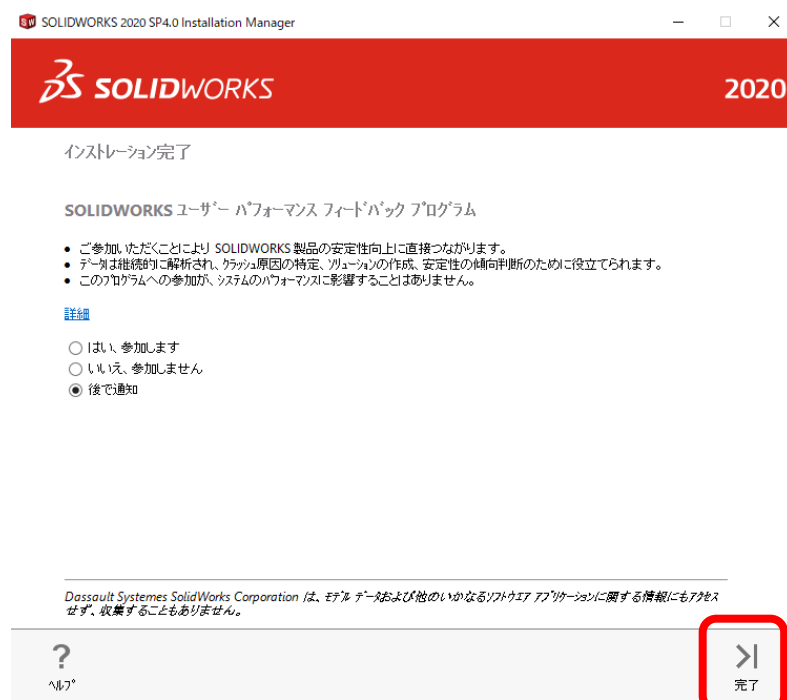 SOLIDWORKS 2020 SP4.0 Installation Manager
SOLIDWORKS
2020
インストレーション完了
SOLIDWORKS ユーザー パフォーマンス フィードバック プログラム
• ご参加いただくことにより SOLIDWORKS 製品の安定性向上に直接つながります。
• データは継続的に解析され、クラッシュ原因の特定、ソリューションの作成、安定性の傾向判断のために役立てられます。
• このプログラムへの参加が、システムのパフォーマンスに影響することはありません。
詳細
はい、参加します
いいえ、参加しません
後で通知
Dassault Systemes SolidWorks Corporation は、モデル データおよび他のいかなるソフトウエア アプリケーションに関する情報にもアクセ
せず、収集することもありません。
?
ヘルプ
完了